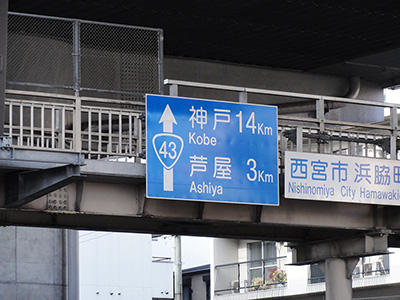 神戸 14Km
Kobe
43
芦屋 3Km
Ashiya
西宮市 浜脇
Nishinomiya City Hamawaki